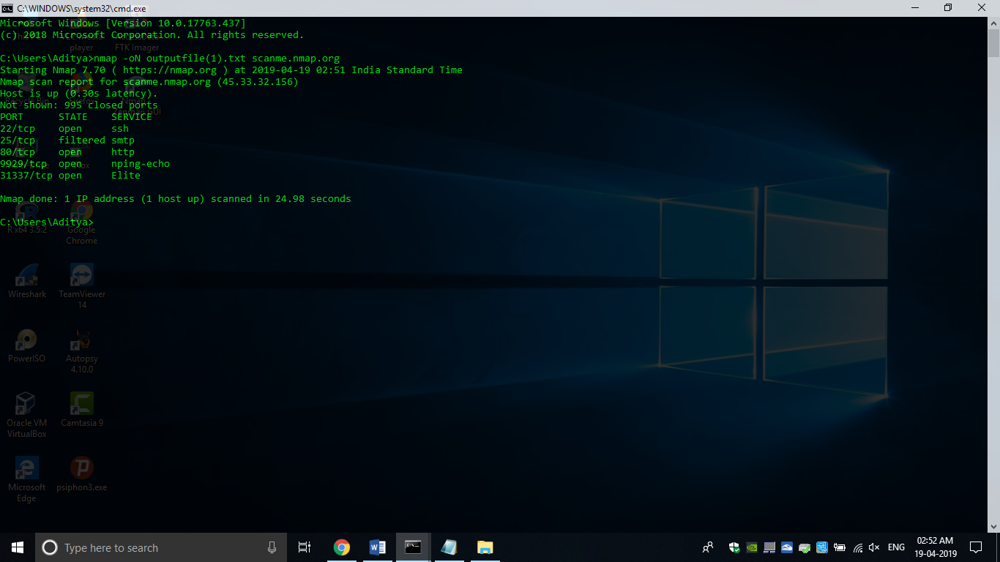 C:\WINDOWS\system32\cmd.exe
Microsoft Windows [Version 10.0.17763.437]
(c) 2018 Microsoft Corporation. All rights reserved.
player
FTK Imager
C:\Users\Aditya>nmap -oN outputfile(1).txt scanme.nmap.org
Starting Nmap 7.70 ( https://nmap.org ) at 2019-04-19 02:51 India Standard Time
Nmap scan report for scanme.nmap.org (45.33.32.156)
Host is up (0.30s latency).
Not shown: 995 closed ports
PORT STATE SERVICE
22/tcp open ssh
25/tcp filtered smtp
80/tcp open http
9929/tcp open nping-echo
31337/tcp open Elite
Nmap done: 1 IP address (1 host up) scanned in 24.98 seconds
C:\Users\Aditya>
R x64 3.5.2
Google Chrome
Wireshark
TeamViewer 14
PowerISO
Autopsy 4.10.0
Oracle VM VirtualBox
Camtasia 9
Microsoft Edge
psiphon3.exe
Type here to search
ENG
02:52 AM
19-04-2019